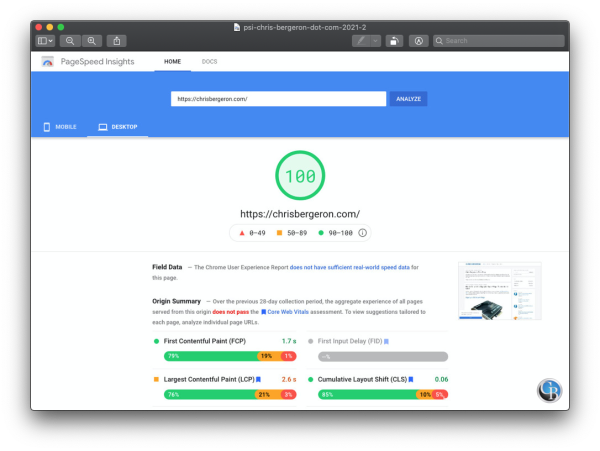 psi-chris-bergeron-dot-com-2021-2
Search
PageSpeed Insights
HOME
DOCS
https://chrisbergeron.com/
ANALYZE
MOBILE
DESKTOP
100
https://chrisbergeron.com/
0–49
50–89
90–100
Field Data — The Chrome User Experience Report does not have sufficient real-world speed data for
this page.
Origin Summary — Over the previous 28-day collection period, the aggregate experience of all pages
served from this origin does not pass the Core Web Vitals assessment. To view suggestions tailored to
each page, analyze individual page URLs.
First Contentful Paint (FCP) 1.7 s
79% 19% 1%
First Input Delay (FID)
Largest Contentful Paint (LCP) 2.6 s
76% 21% 3%
Cumulative Layout Shift (CLS) 0.06
85% 10% 5%